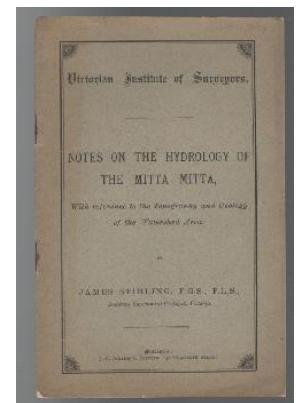 Victorian Institute of Surveyors.
NOTES ON THE HYDROLOGY OF
THE MITTA MITTA,
With reference to the Topography and Geology
of the Watershed Area.
BY
JAMES STIRLING, F.G.S., F.L.S.,
Melbourne: